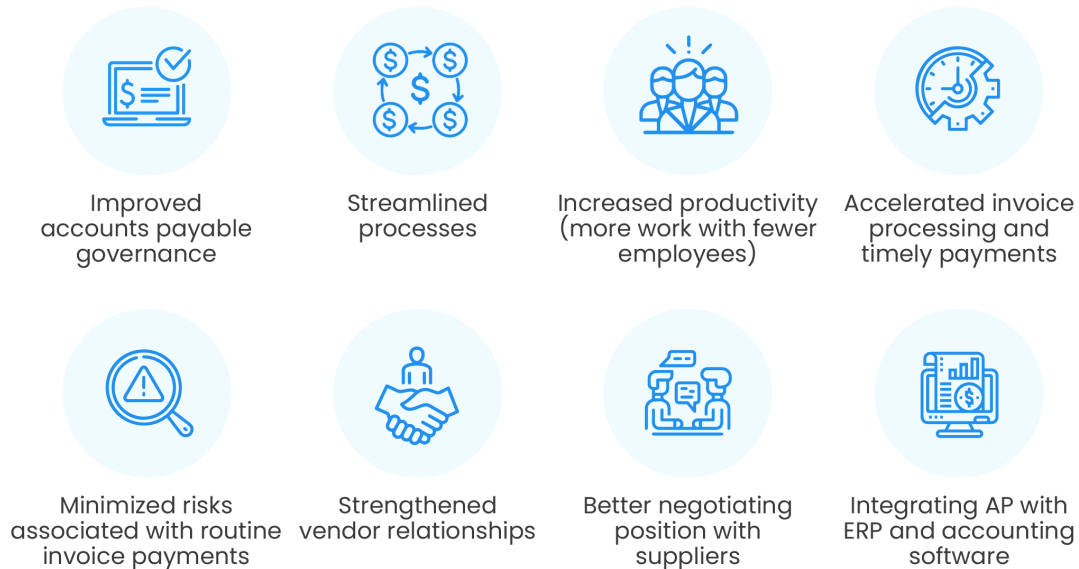 Improved
accounts payable
governance
Streamlined
processes
Increased productivity
(more work with fewer
employees)
Accelerated invoice
processing and
timely payments
Minimized risks
associated with routine
invoice payments
Strengthened
vendor relationships
Better negotiating
position with
suppliers
Integrating AP with
ERP and accounting
software